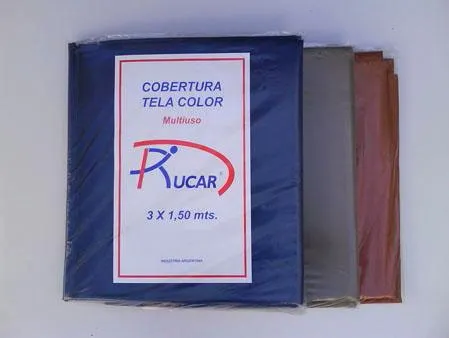 COBERTURA
TELA COLOR
Multiuso
RUCAR®
3 X 1,50 mts.
INDUSTRIA ARGENTINA